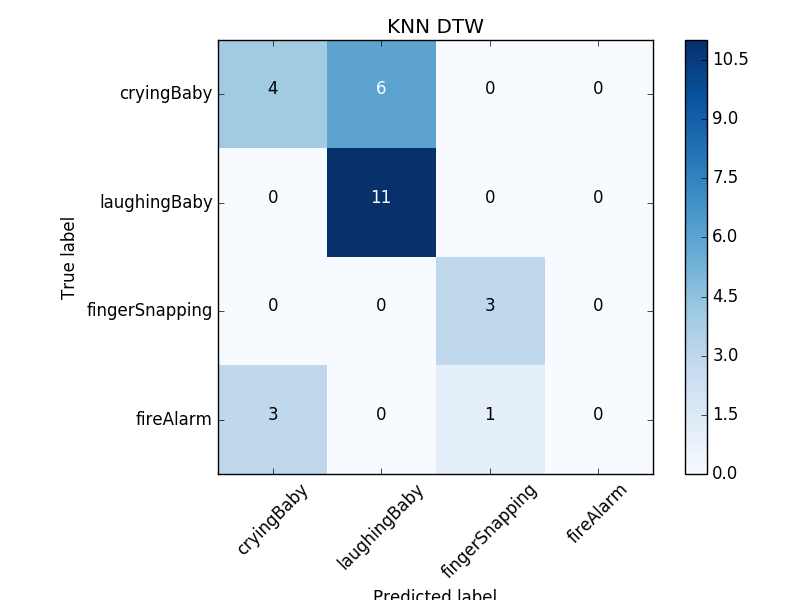 KNN DTW
cryingBaby 4 6 0 0
laughingBaby 0 11 0 0
fingerSnapping 0 0 3 0
fireAlarm 3 0 1 0
True label
cryingBaby laughingBaby fingerSnapping fireAlarm
Predicted label
10.5
9.0
7.5
6.0
4.5
3.0
1.5
0.0